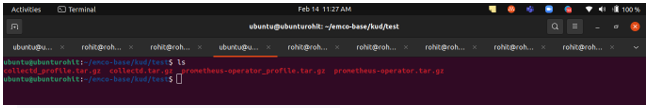 Activities Terminal Feb 14 11:27 AM 100 %
ubuntu@ubunturohit: ~/emco-base/kud/test
ubuntu@u... rohit@roh... rohit@roh... ubuntu@u... rohit@roh... rohit@roh... rohit@roh... rohit@roh... rohit@roh...
ubuntu@ubunturohit:~/emco-base/kud/test$ ls
collectd_profile.tar.gz collectd.tar.gz prometheus-operator_profile.tar.gz prometheus-operator.tar.gz
ubuntu@ubunturohit:~/emco-base/kud/test$